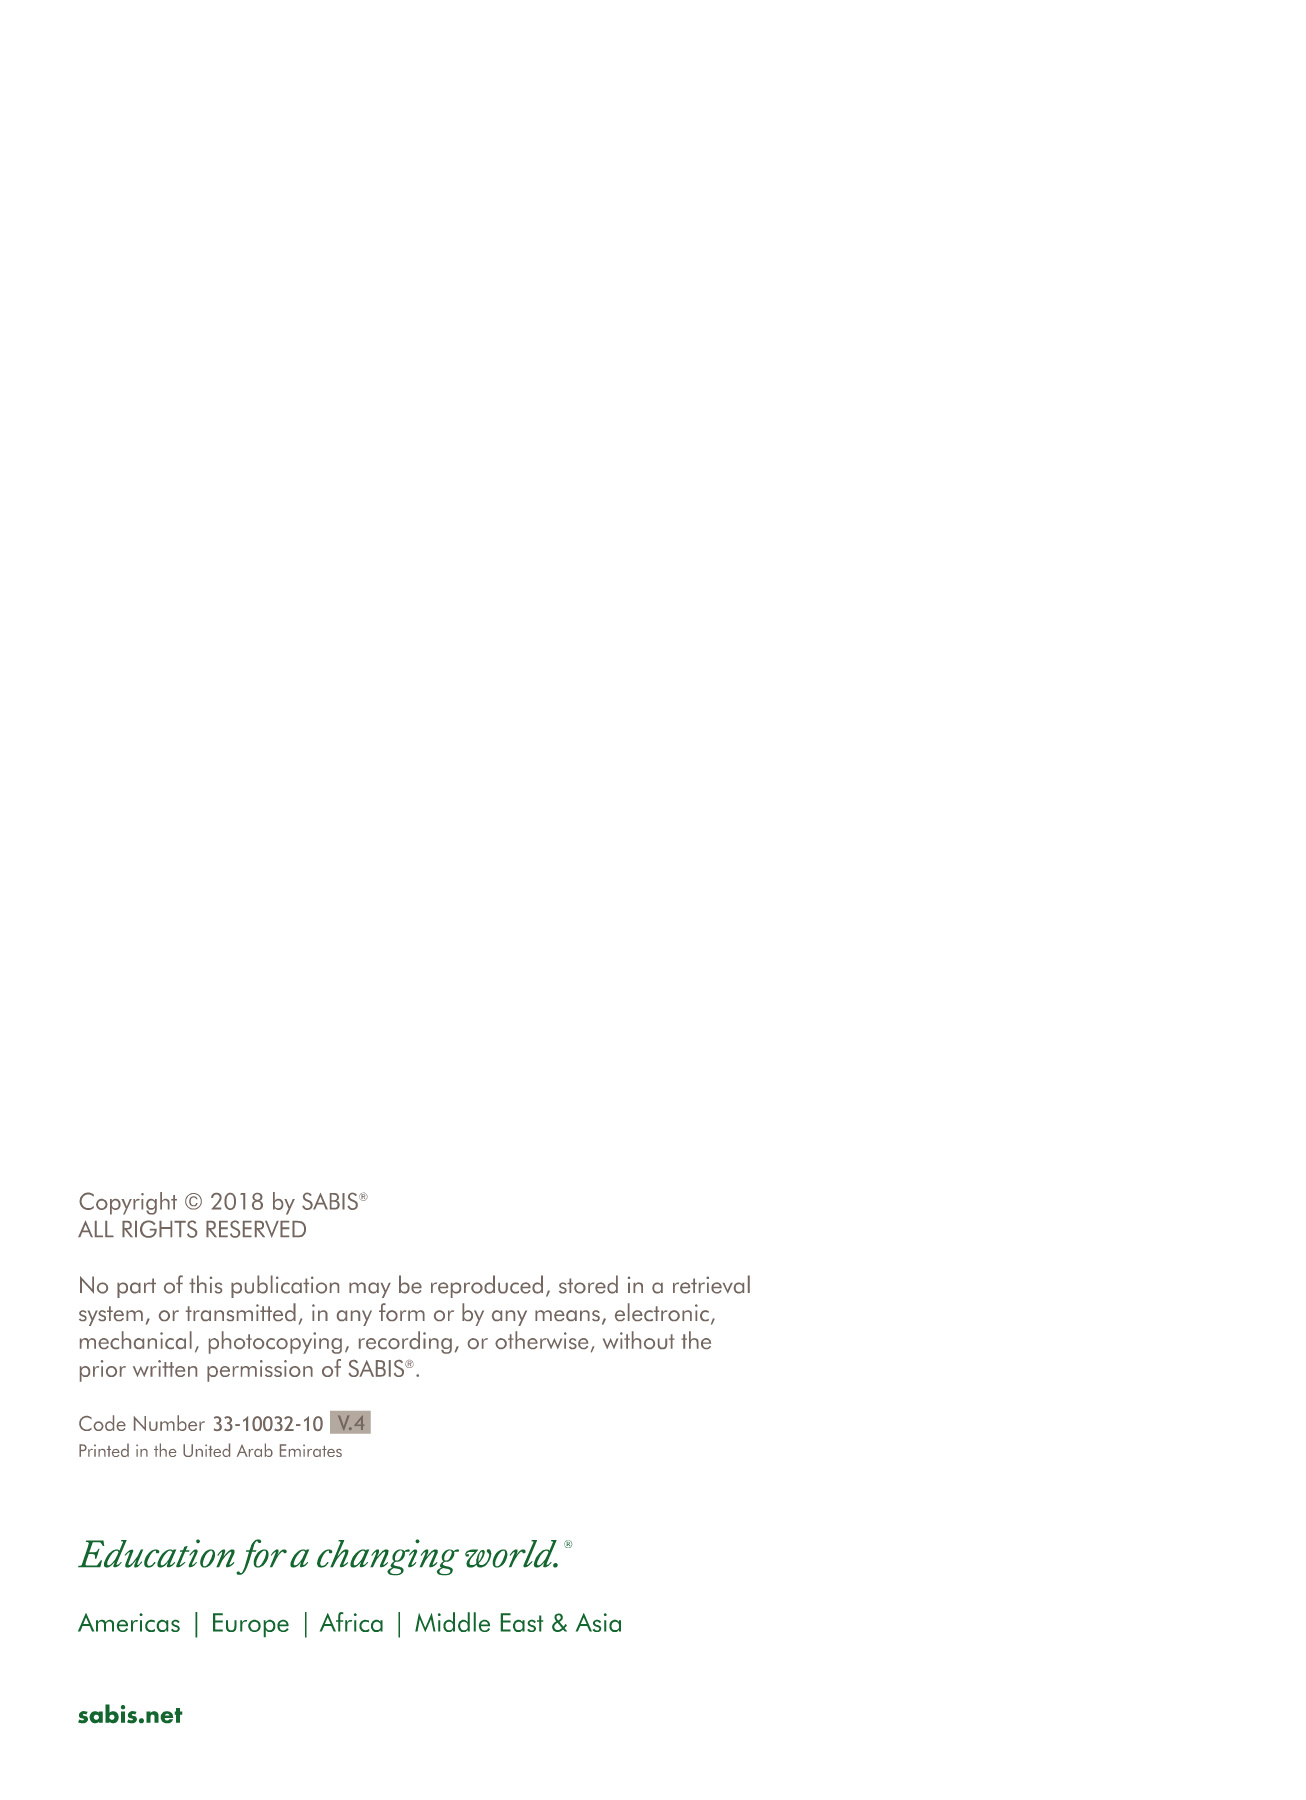 Copyright © 2018 by SABIS®
ALL RIGHTS RESERVED
No part of this publication may be reproduced, stored in a retrieval
system, or transmitted, in any form or by any means, electronic,
mechanical, photocopying, recording, or otherwise, without the
prior written permission of SABIS®.
Code Number 33-10032-10 V.4
Printed in the United Arab Emirates
Education for a changing world.®
Americas | Europe | Africa | Middle East & Asia
sabis.net